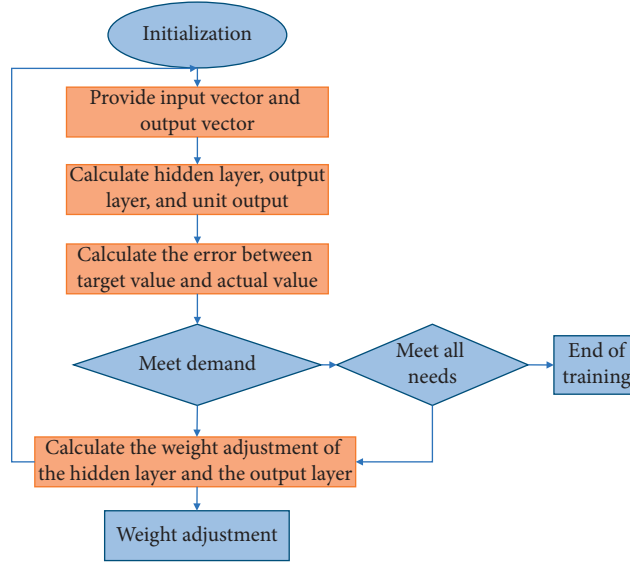 Initialization
Provide input vector and
output vector
Calculate hidden layer, output
layer, and unit output
Calculate the error between
target value and actual value
Meet demand
Meet all
needs
End of
training
Calculate the weight adjustment of
the hidden layer and the output layer
Weight adjustment